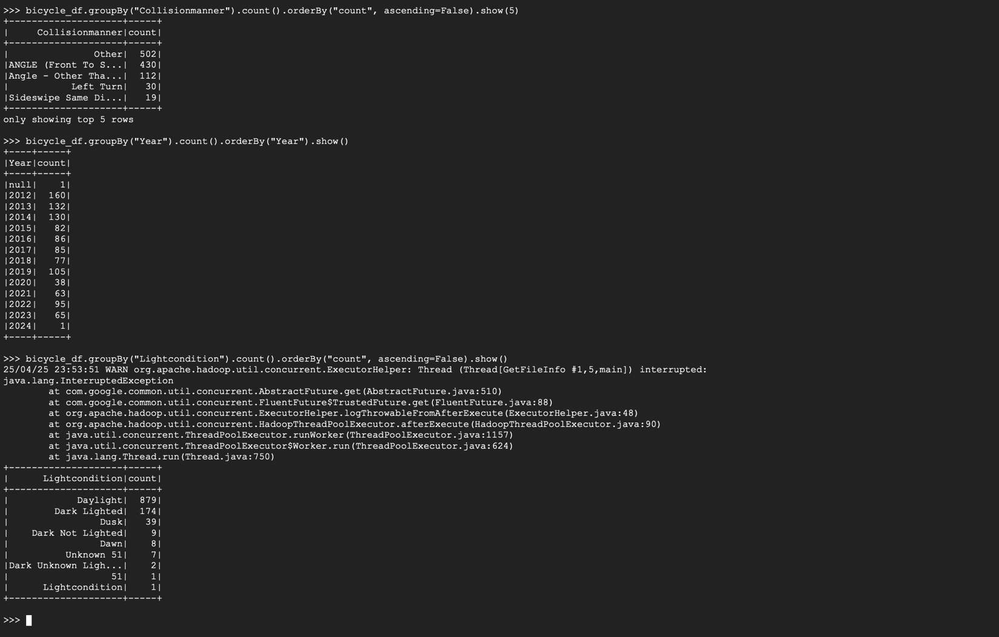 >>> bicycle_df.groupBy("Collisionmanner").count().orderBy("count", ascending=False).show(5)
+--------------------+-----+
|     Collisionmanner|count|
+--------------------+-----+
|               Other|  502|
|ANGLE (Front To S...|  430|
|Angle - Other Tha...|  112|
|           Left Turn|   30|
|Sideswipe Same Di...|   19|
+--------------------+-----+
only showing top 5 rows

>>> bicycle_df.groupBy("Year").count().orderBy("Year").show()
+----+-----+
|Year|count|
+----+-----+
|null|    1|
|2012|  160|
|2013|  132|
|2014|  130|
|2015|   82|
|2016|   86|
|2017|   85|
|2018|   77|
|2019|  105|
|2020|   38|
|2021|   63|
|2022|   95|
|2023|   65|
|2024|    1|
+----+-----+

>>> bicycle_df.groupBy("Lightcondition").count().orderBy("count", ascending=False).show()
25/04/25 23:53:51 WARN org.apache.hadoop.util.concurrent.ExecutorHelper: Thread (Thread[GetFileInfo #1,5,main]) interrupted:
java.lang.InterruptedException
        at com.google.common.util.concurrent.AbstractFuture.get(AbstractFuture.java:510)
        at com.google.common.util.concurrent.FluentFuture$TrustedFuture.get(FluentFuture.java:88)
        at org.apache.hadoop.util.concurrent.ExecutorHelper.logThrowableFromAfterExecute(ExecutorHelper.java:48)
        at org.apache.hadoop.util.concurrent.HadoopThreadPoolExecutor.afterExecute(HadoopThreadPoolExecutor.java:90)
        at java.util.concurrent.ThreadPoolExecutor.runWorker(ThreadPoolExecutor.java:1157)
        at java.util.concurrent.ThreadPoolExecutor$Worker.run(ThreadPoolExecutor.java:624)
        at java.lang.Thread.run(Thread.java:750)
+--------------------+-----+
|      Lightcondition|count|
+--------------------+-----+
|            Daylight|  879|
|        Dark Lighted|  174|
|                Dusk|   39|
|    Dark Not Lighted|    9|
|                Dawn|    8|
|          Unknown 51|    7|
|Dark Unknown Ligh...|    2|
|                  51|    1|
|      Lightcondition|    1|
+--------------------+-----+

>>>